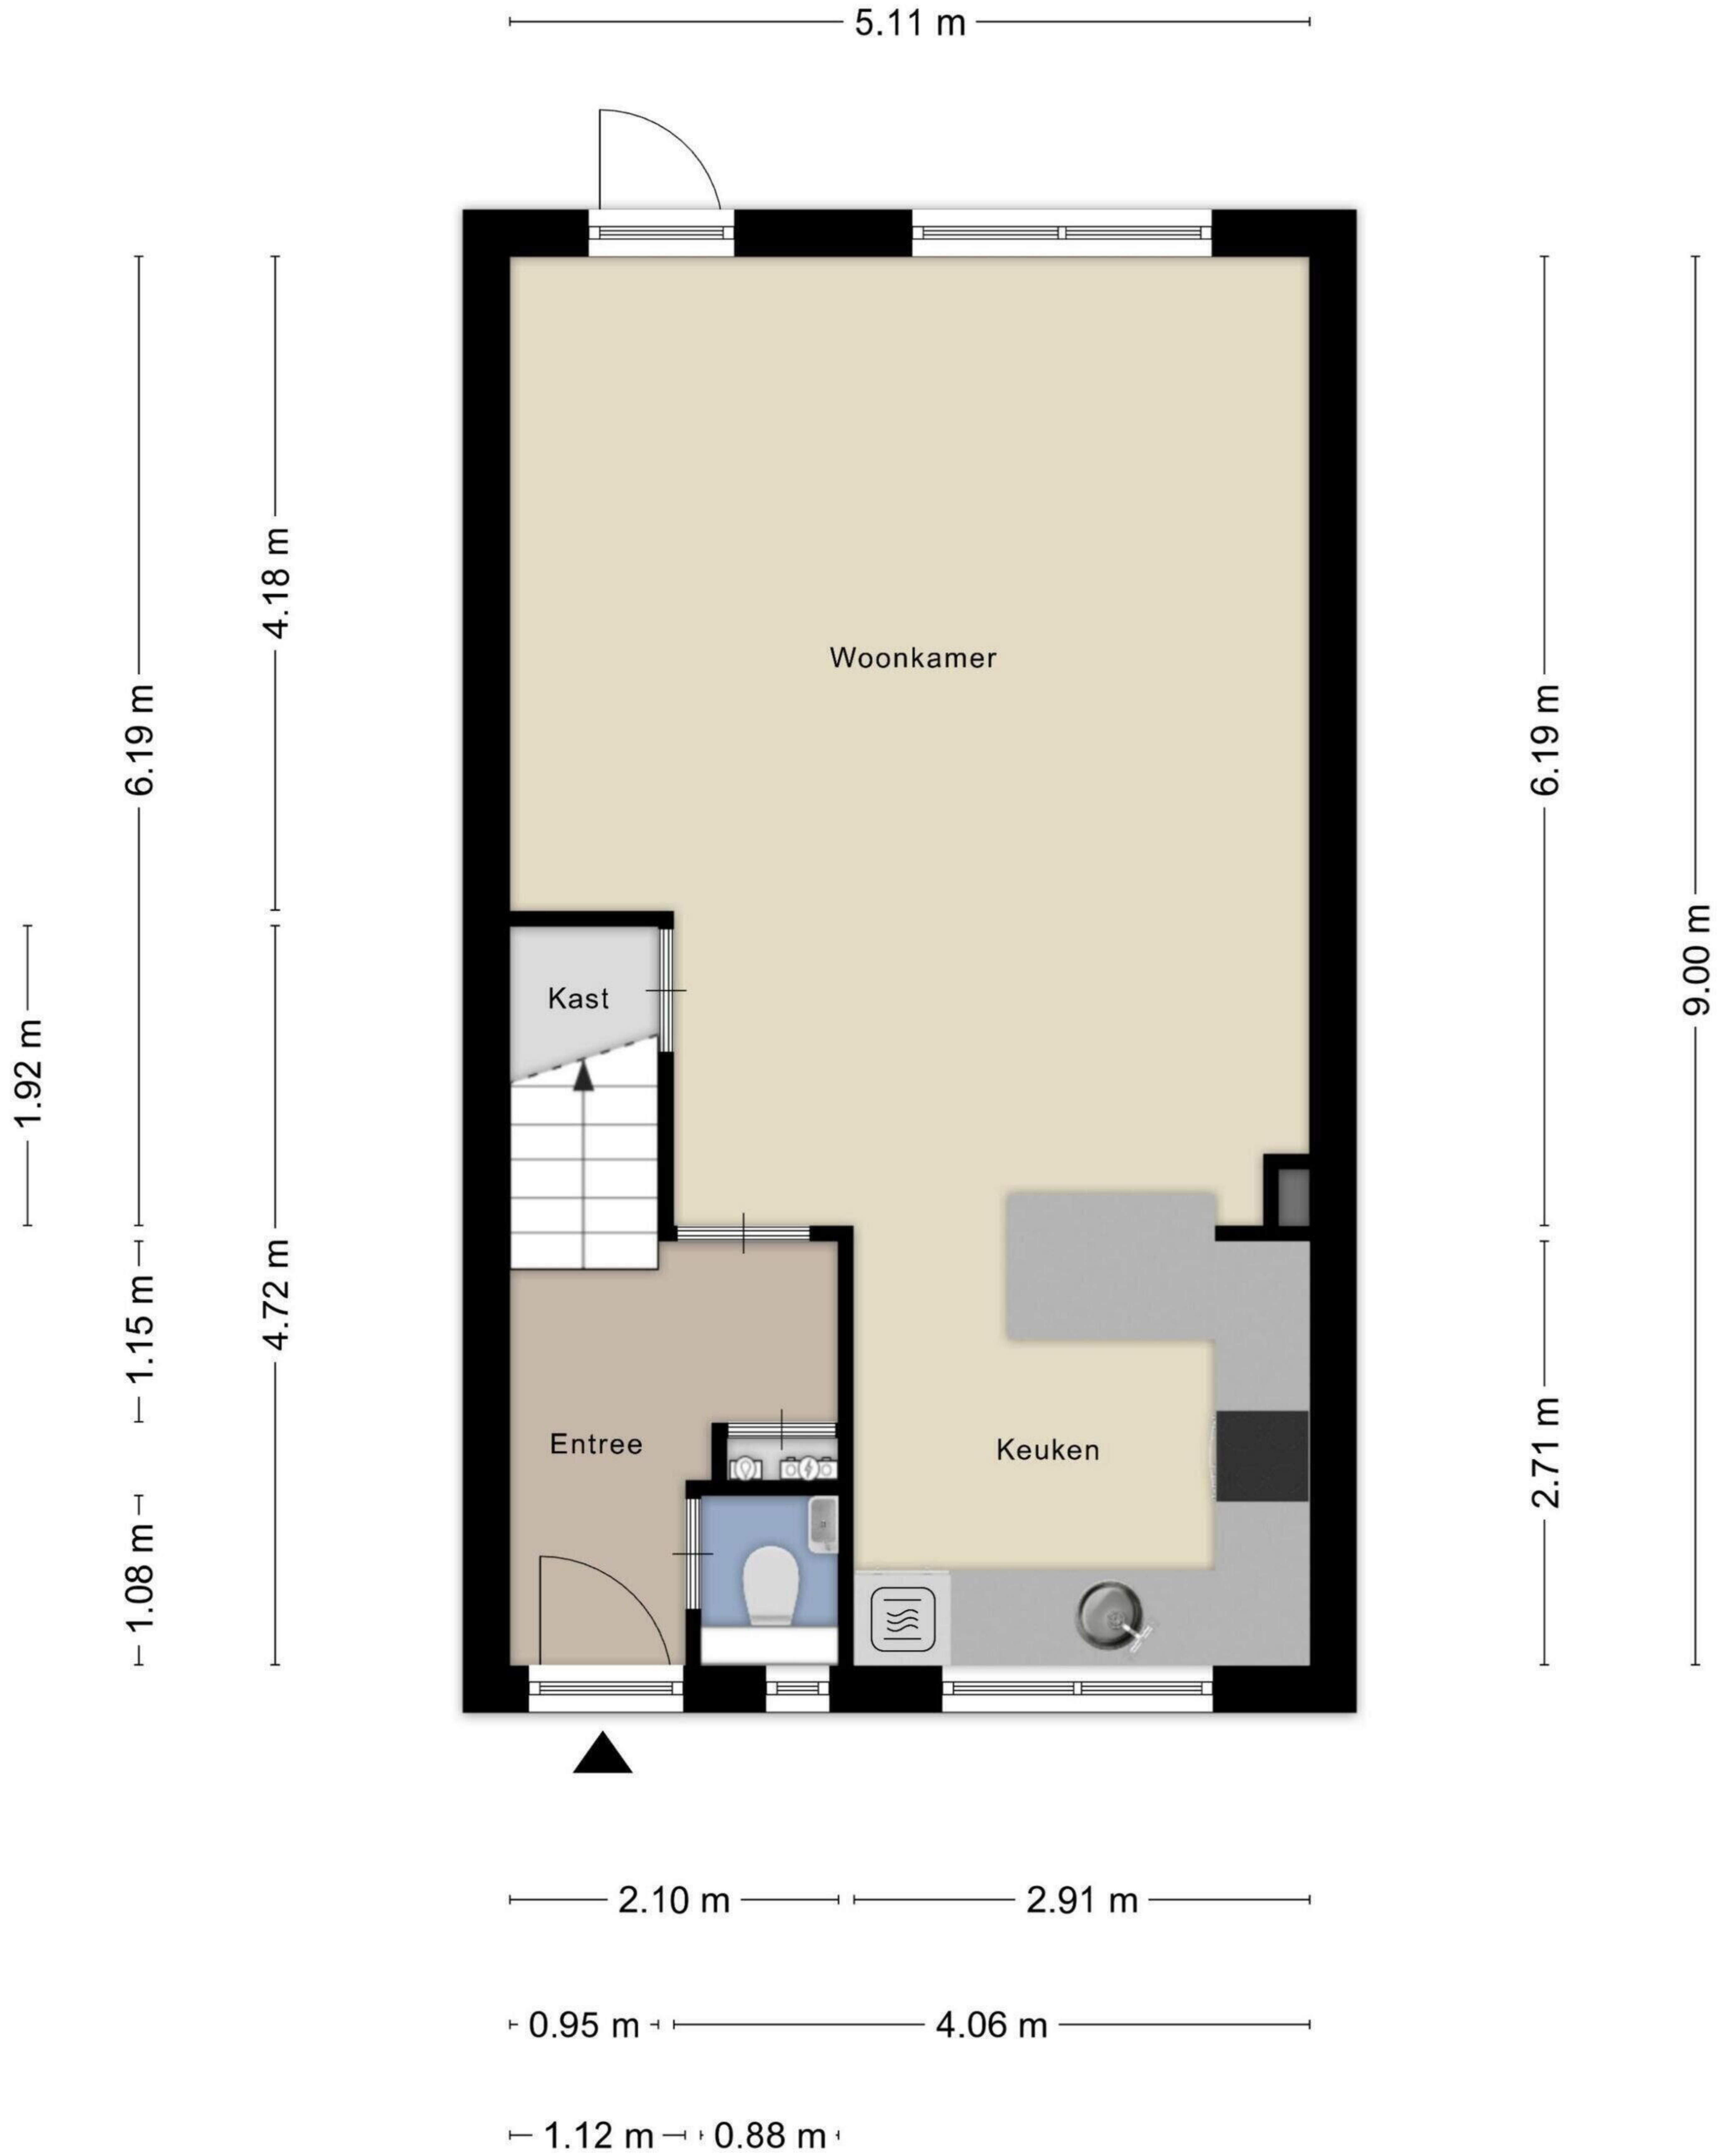 5.11 m
4.18 m
6.19 m
6.19 m
Woonkamer
9.00 m
Kast
1.92 m
1.15 m
4.72 m
Entree
Keuken
2.71 m
1.08 m
2.10 m
2.91 m
0.95 m
4.06 m
1.12 m
0.88 m